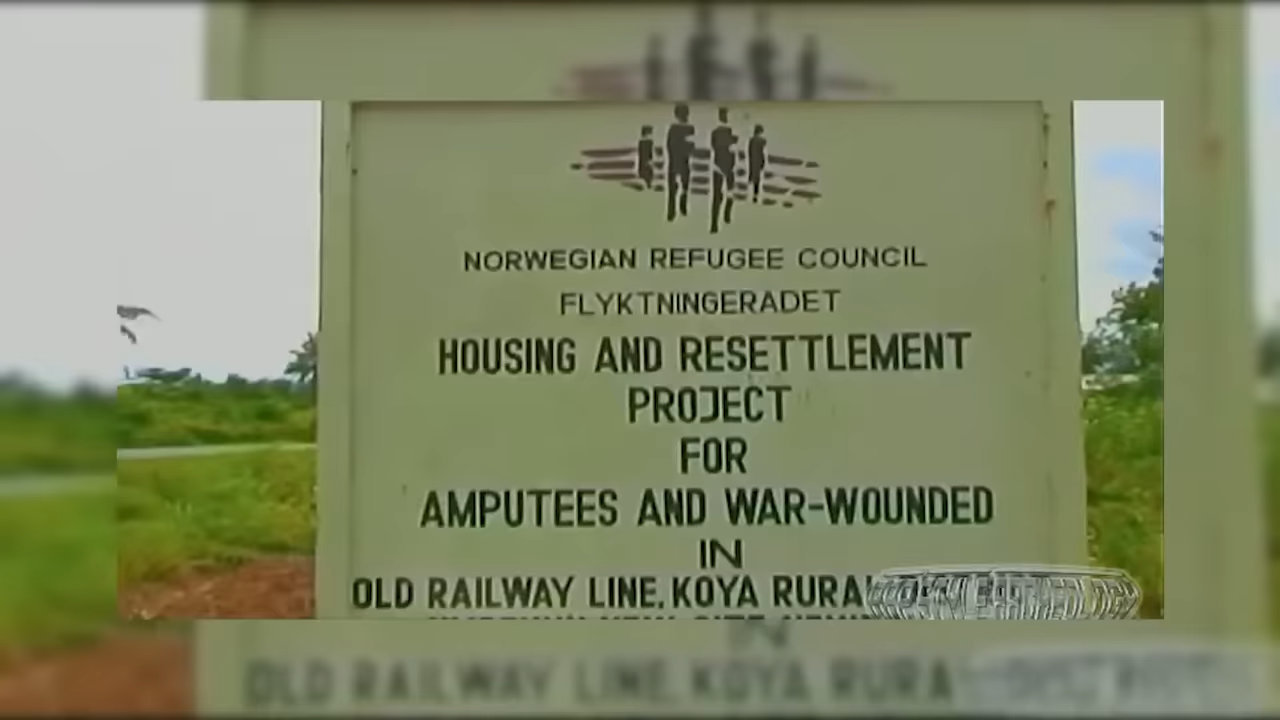 NORWEGIAN REFUGEE COUNCIL
FLYKTNINGERADET
HOUSING AND RESETTLEMENT
PROJECT
FOR
AMPUTEES AND WAR-WOUNDED
IN
OLD RAILWAY LINE, KOYA RURAL